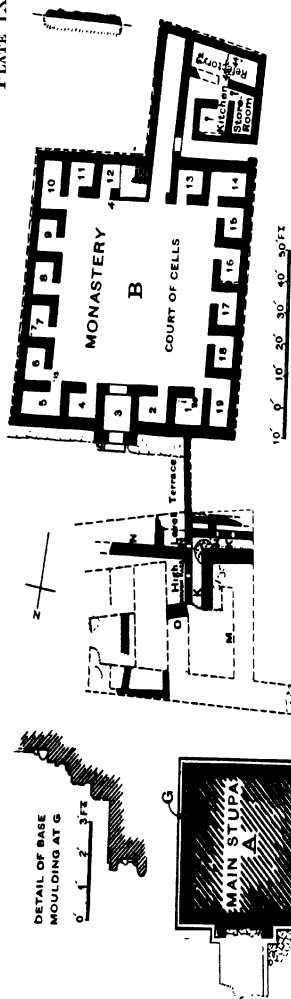 PLATE IX
N
DETAIL OF BASE
MOULDING AT G
0' 1' 2' 3 FT
G
MAIN STUPA
A
High Level Terrace
N
O
K
M
MONASTERY
B
COURT OF CELLS
1
2
3
4
5
6
7
8
9
10
11
12
13
14
15
16
17
18
19
Kitchen
Store-
Room
Refectory
10' 0' 10' 20' 30' 40' 50 FT